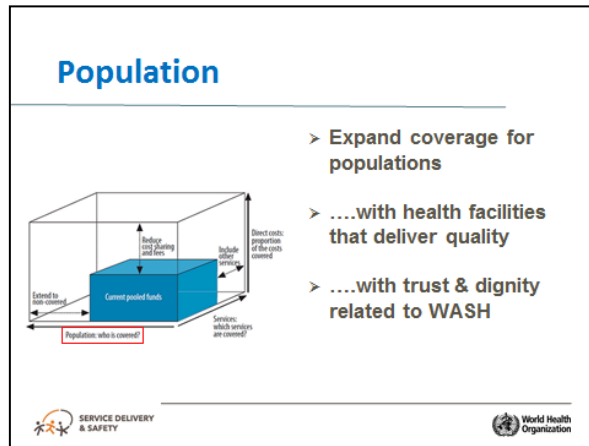 Population
➢ Expand coverage for
populations
➢ ....with health facilities
that deliver quality
➢ ....with trust & dignity
related to WASH
Reduce
cost sharing
and fees
Include
other
services
Direct costs:
proportion
of the costs
covered
Extend to
non-covered
Current pooled funds
Services:
which services
are covered?
Population: who is covered?
SERVICE DELIVERY
& SAFETY
World Health
Organization